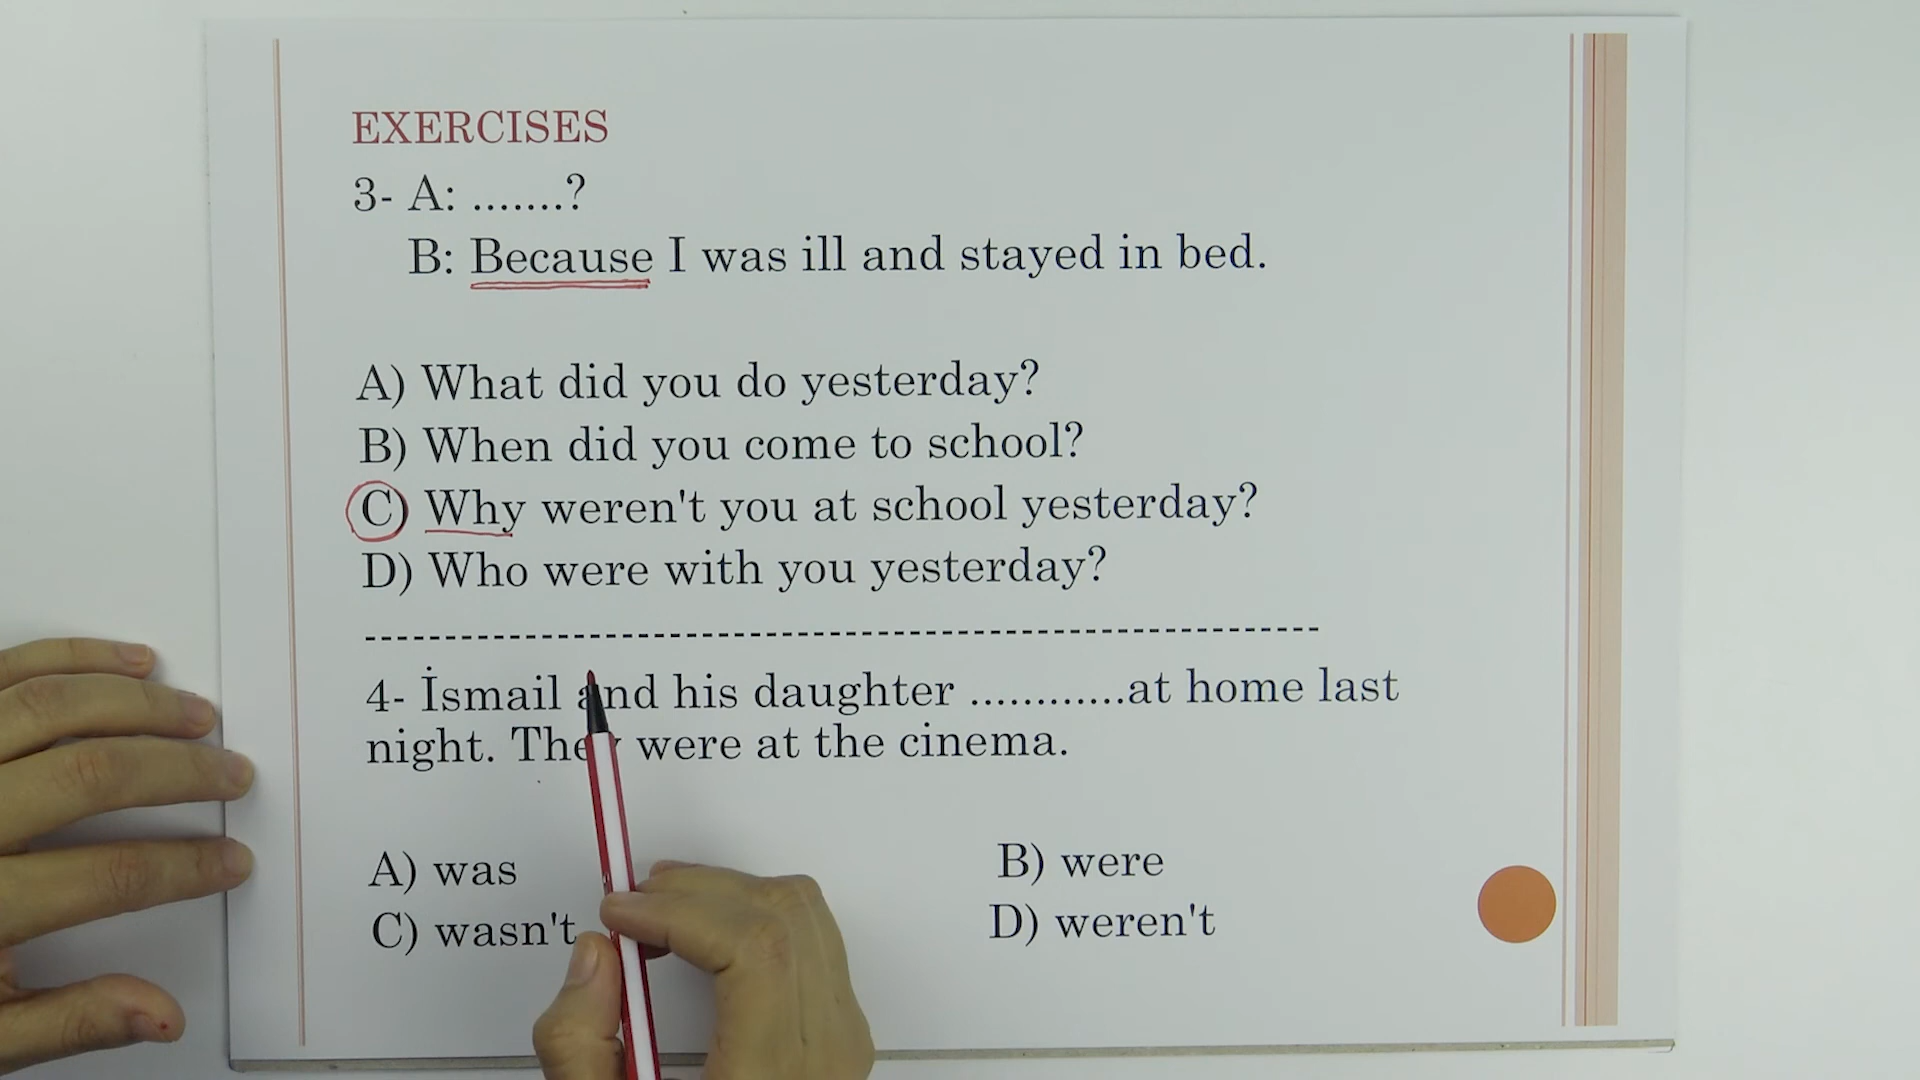 EXERCISES
3- A: .......?
B: Because I was ill and stayed in bed.
A) What did you do yesterday?
B) When did you come to school?
C) Why weren't you at school yesterday?
D) Who were with you yesterday?
------------------------------------------------------------
4- İsmail and his daughter ............at home last
night. They were at the cinema.
A) was B) were
C) wasn't D) weren't